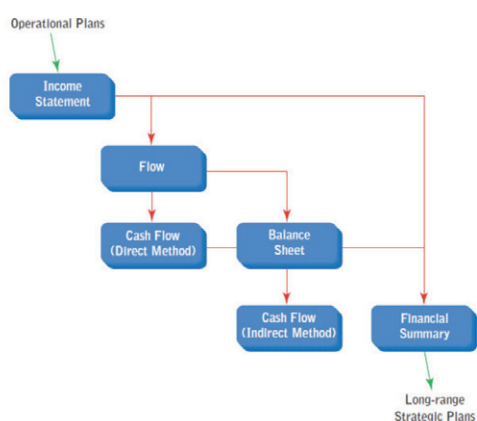 Operational Plans
Income
Statement
Flow
Cash Flow
(Direct Method)
Balance
Sheet
Cash Flow
(Indirect Method)
Financial
Summary
Long-range
Strategic Plans